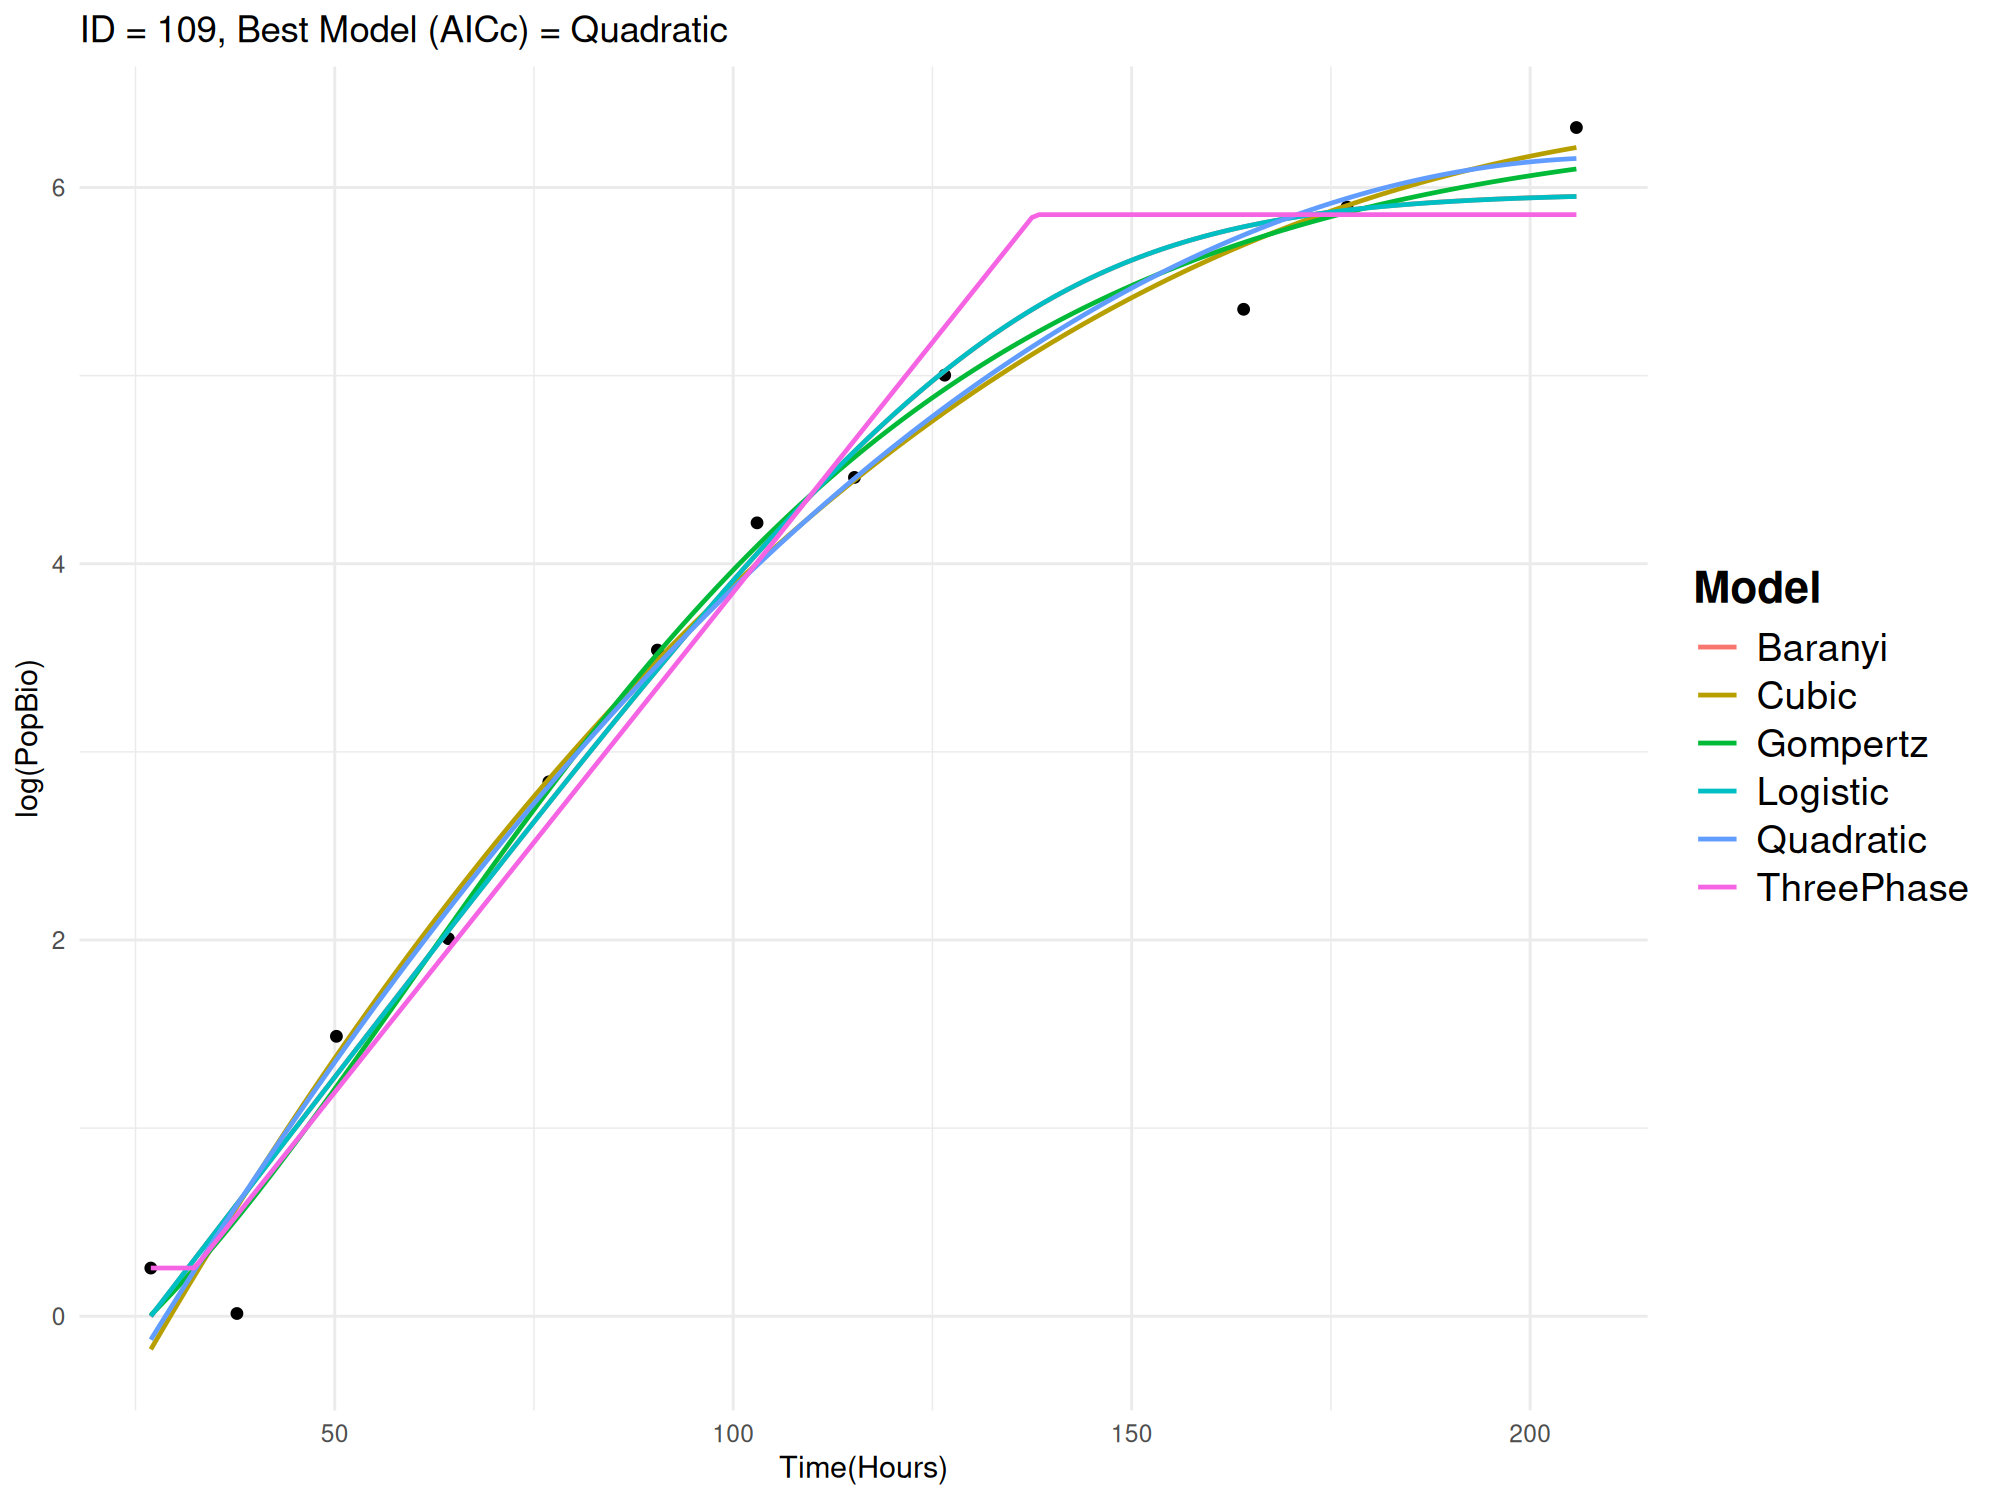 ID = 109, Best Model (AICc) = Quadratic
6
4
2
0
log(PopBio)
50
100
150
200
Time(Hours)
Model
Baranyi
Cubic
Gompertz
Logistic
Quadratic
ThreePhase